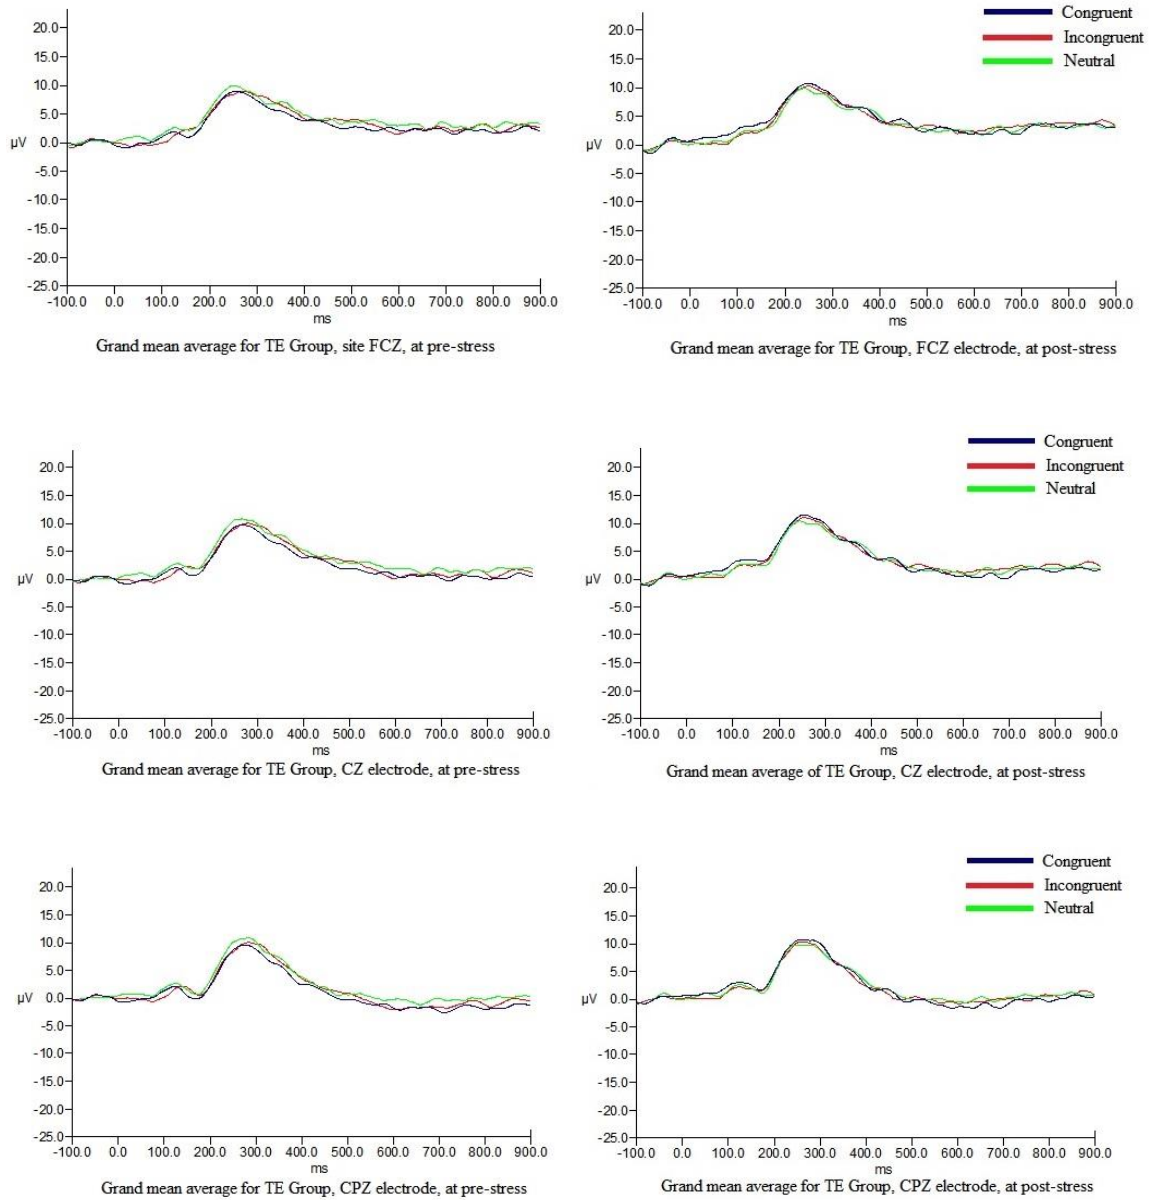 20.0
15.0
10.0
5.0
0.0
-5.0
-10.0
-15.0
-20.0
-25.0
µV
-100.0 0.0 100.0 200.0 300.0 400.0 500.0 600.0 700.0 800.0 900.0
ms
Grand mean average for TE Group, site FCZ, at pre-stress
Congruent
Incongruent
Neutral
20.0
15.0
10.0
5.0
0.0
-5.0
-10.0
-15.0
-20.0
-25.0
µV
-100.0 0.0 100.0 200.0 300.0 400.0 500.0 600.0 700.0 800.0 900.0
ms
Grand mean average for TE Group, FCZ electrode, at post-stress
20.0
15.0
10.0
5.0
0.0
-5.0
-10.0
-15.0
-20.0
-25.0
µV
-100.0 0.0 100.0 200.0 300.0 400.0 500.0 600.0 700.0 800.0 900.0
ms
Grand mean average for TE Group, CZ electrode, at pre-stress
Congruent
Incongruent
Neutral
20.0
15.0
10.0
5.0
0.0
-5.0
-10.0
-15.0
-20.0
-25.0
µV
-100.0 0.0 100.0 200.0 300.0 400.0 500.0 600.0 700.0 800.0 900.0
ms
Grand mean average of TE Group, CZ electrode, at post-stress
20.0
15.0
10.0
5.0
0.0
-5.0
-10.0
-15.0
-20.0
-25.0
µV
-100.0 0.0 100.0 200.0 300.0 400.0 500.0 600.0 700.0 800.0 900.0
ms
Grand mean average for TE Group, CPZ electrode, at pre-stress
Congruent
Incongruent
Neutral
20.0
15.0
10.0
5.0
0.0
-5.0
-10.0
-15.0
-20.0
-25.0
µV
-100.0 0.0 100.0 200.0 300.0 400.0 500.0 600.0 700.0 800.0 900.0
ms
Grand mean average for TE Group, CPZ electrode, at post-stress